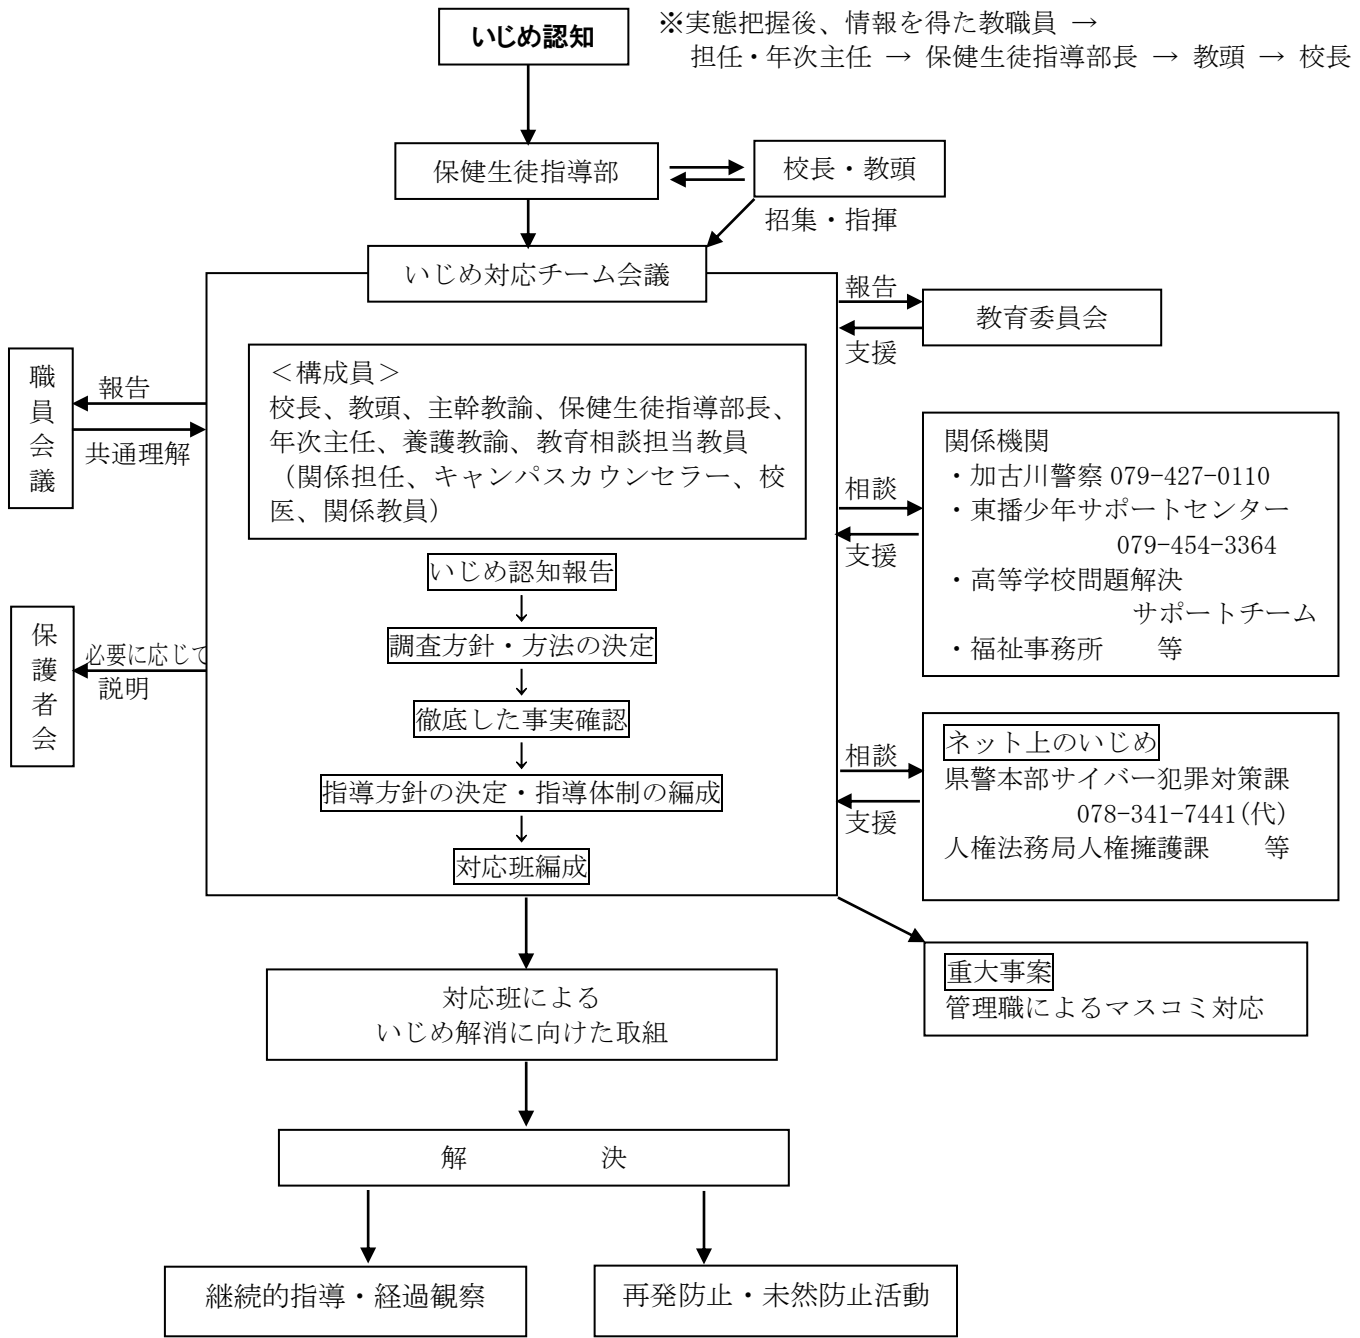 いじめ認知
※実態把握後、情報を得た教職員 →
担任・年次主任 → 保健生徒指導部長 → 教頭 → 校長
保健生徒指導部
校長・教頭
招集・指揮
いじめ対応チーム会議
報告
教育委員会
支援
職員会議
報告
共通理解
＜構成員＞
校長、教頭、主幹教諭、保健生徒指導部長、
年次主任、養護教諭、教育相談担当教員
（関係担任、キャンパスカウンセラー、校
医、関係教員）
相談
支援
関係機関
・加古川警察 079-427-0110
・東播少年サポートセンター
079-454-3364
・高等学校問題解決
サポートチーム
・福祉事務所　　等
いじめ認知報告
↓
調査方針・方法の決定
↓
徹底した事実確認
↓
指導方針の決定・指導体制の編成
↓
対応班編成
保護者会
必要に応じて
説明
相談
支援
ネット上のいじめ
県警本部サイバー犯罪対策課
078-341-7441(代)
人権法務局人権擁護課　　等
重大事案
管理職によるマスコミ対応
対応班による
いじめ解消に向けた取組
解　　　　　決
継続的指導・経過観察
再発防止・未然防止活動